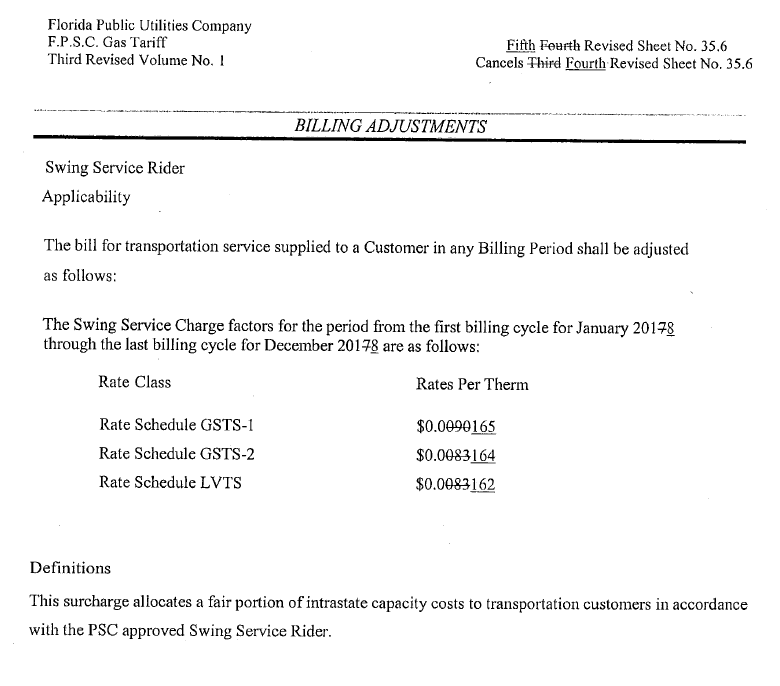 Florida Public Utilities Company
F.P.S.C. Gas Tariff
Third Revised Volume No. 1
Fifth Fourth Revised Sheet No. 35.6
Cancels Third Fourth Revised Sheet No. 35.6
BILLING ADJUSTMENTS
Swing Service Rider
Applicability
The bill for transportation service supplied to a Customer in any Billing Period shall be adjusted
as follows:
The Swing Service Charge factors for the period from the first billing cycle for January 20178
through the last billing cycle for December 20178 are as follows:
Rate Class Rates Per Therm
Rate Schedule GSTS-1 $0.0090165
Rate Schedule GSTS-2 $0.0083164
Rate Schedule LVTS $0.0083162
Definitions
This surcharge allocates a fair portion of intrastate capacity costs to transportation customers in accordance
with the PSC approved Swing Service Rider.